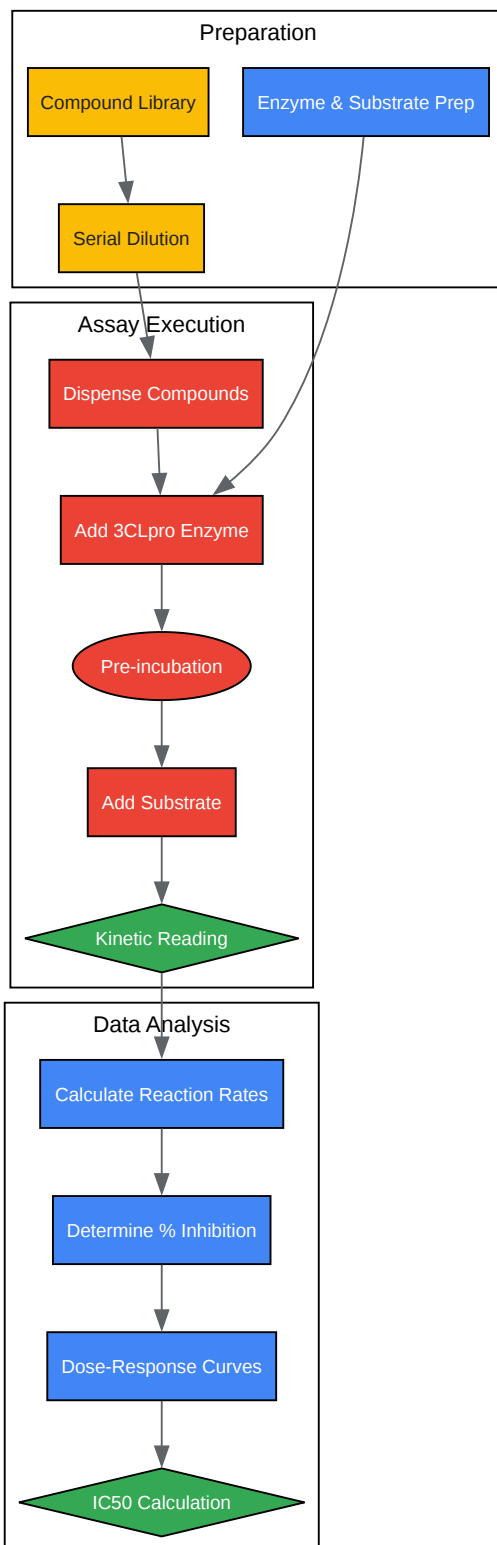 Preparation
Compound Library
Enzyme & Substrate Prep
Serial Dilution
Assay Execution
Dispense Compounds
Add 3CLpro Enzyme
Pre-incubation
Add Substrate
Kinetic Reading
Data Analysis
Calculate Reaction Rates
Determine % Inhibition
Dose-Response Curves
IC50 Calculation